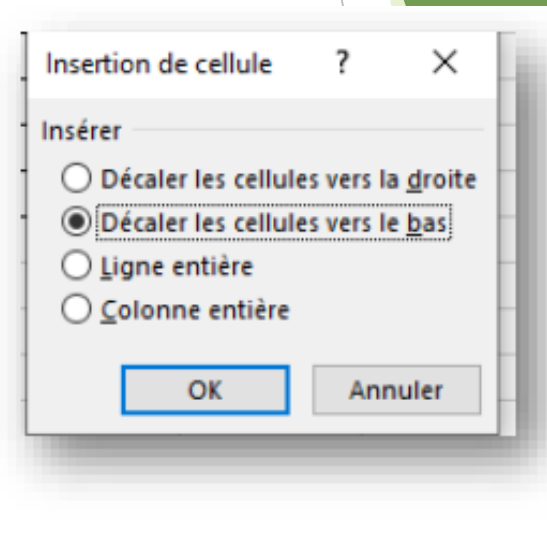 Insertion de cellule ?
Insérer
Décaler les cellules vers la droite
Décaler les cellules vers le bas
Ligne entière
Colonne entière
OK Annuler